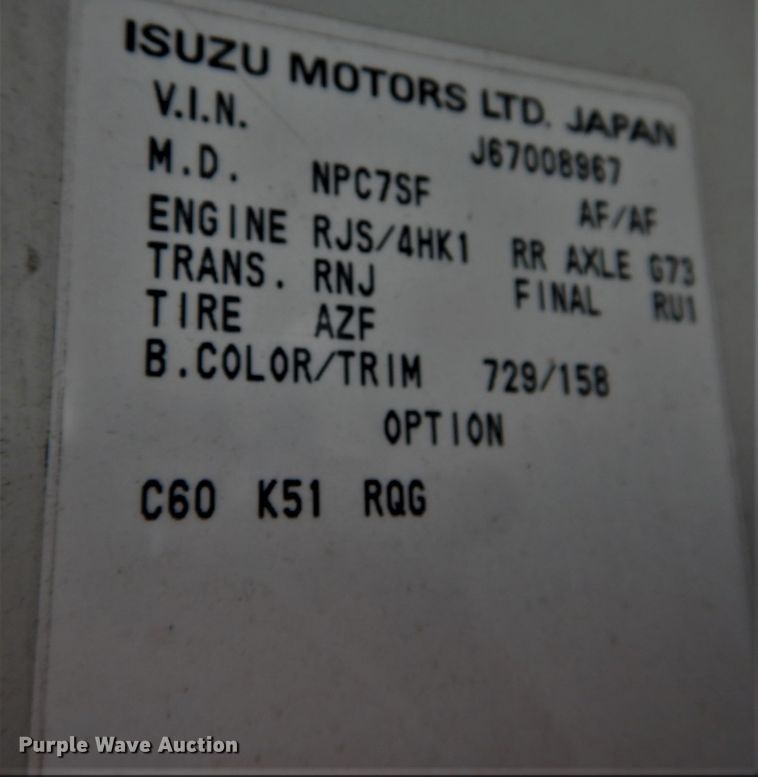 ISUZU MOTORS LTD. JAPAN
V.I.N. J67008967
M.D. NPC7SF AF/AF
ENGINE RJS/4HK1 RR AXLE G73
TRANS. RNJ FINAL RU1
TIRE AZF
B.COLOR/TRIM 729/158
OPTION
C60 K51 RQG
Purple Wave Auction